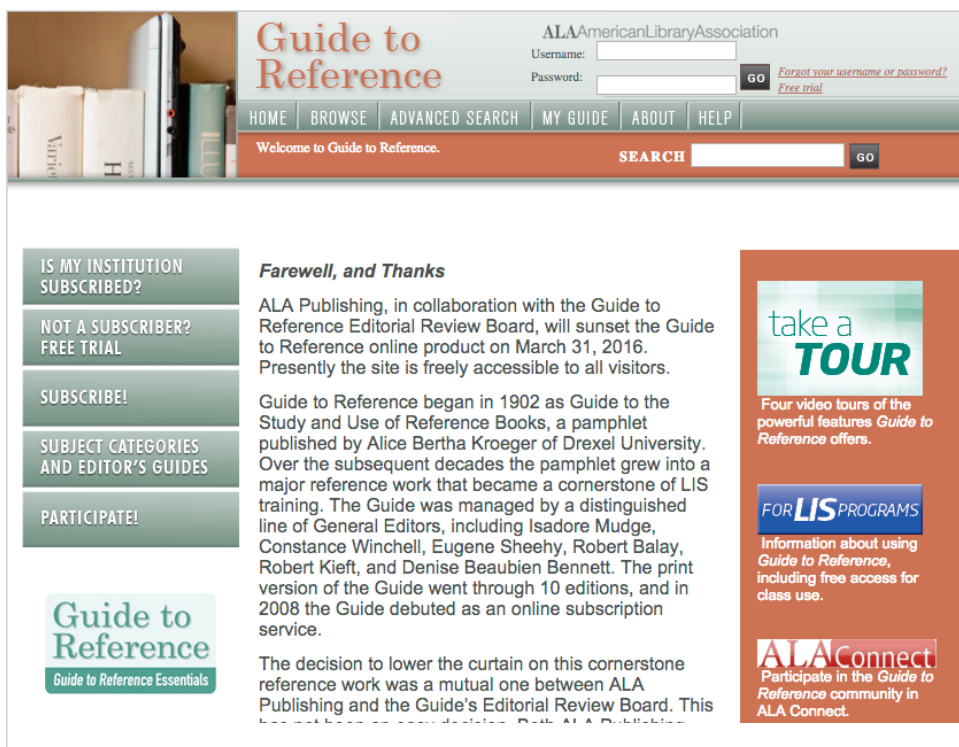 Guide to
Reference
ALAAmericanLibraryAssociation
Username:
Password:
GO
Forgot your username or password?
Free trial
HOME
BROWSE
ADVANCED SEARCH
MY GUIDE
ABOUT
HELP
Welcome to Guide to Reference.
SEARCH
GO
IS MY INSTITUTION
SUBSCRIBED?
NOT A SUBSCRIBER?
FREE TRIAL
SUBSCRIBE!
SUBJECT CATEGORIES
AND EDITOR'S GUIDES
PARTICIPATE!
Guide to
Reference
Guide to Reference Essentials
Farewell, and Thanks
ALA Publishing, in collaboration with the Guide to
Reference Editorial Review Board, will sunset the Guide
to Reference online product on March 31, 2016.
Presently the site is freely accessible to all visitors.
Guide to Reference began in 1902 as Guide to the
Study and Use of Reference Books, a pamphlet
published by Alice Bertha Kroeger of Drexel University.
Over the subsequent decades the pamphlet grew into a
major reference work that became a cornerstone of LIS
training. The Guide was managed by a distinguished
line of General Editors, including Isadore Mudge,
Constance Winchell, Eugene Sheehy, Robert Balay,
Robert Kieft, and Denise Beaubien Bennett. The print
version of the Guide went through 10 editions, and in
2008 the Guide debuted as an online subscription
service.
The decision to lower the curtain on this cornerstone
reference work was a mutual one between ALA
Publishing and the Guide's Editorial Review Board. This
has not been an easy decision. Both ALA Publishing
take a
TOUR
Four video tours of the
powerful features Guide to
Reference offers.
FOR LIS PROGRAMS
Information about using
Guide to Reference,
including free access for
class use.
ALAConnect
Participate in the Guide to
Reference community in
ALA Connect.